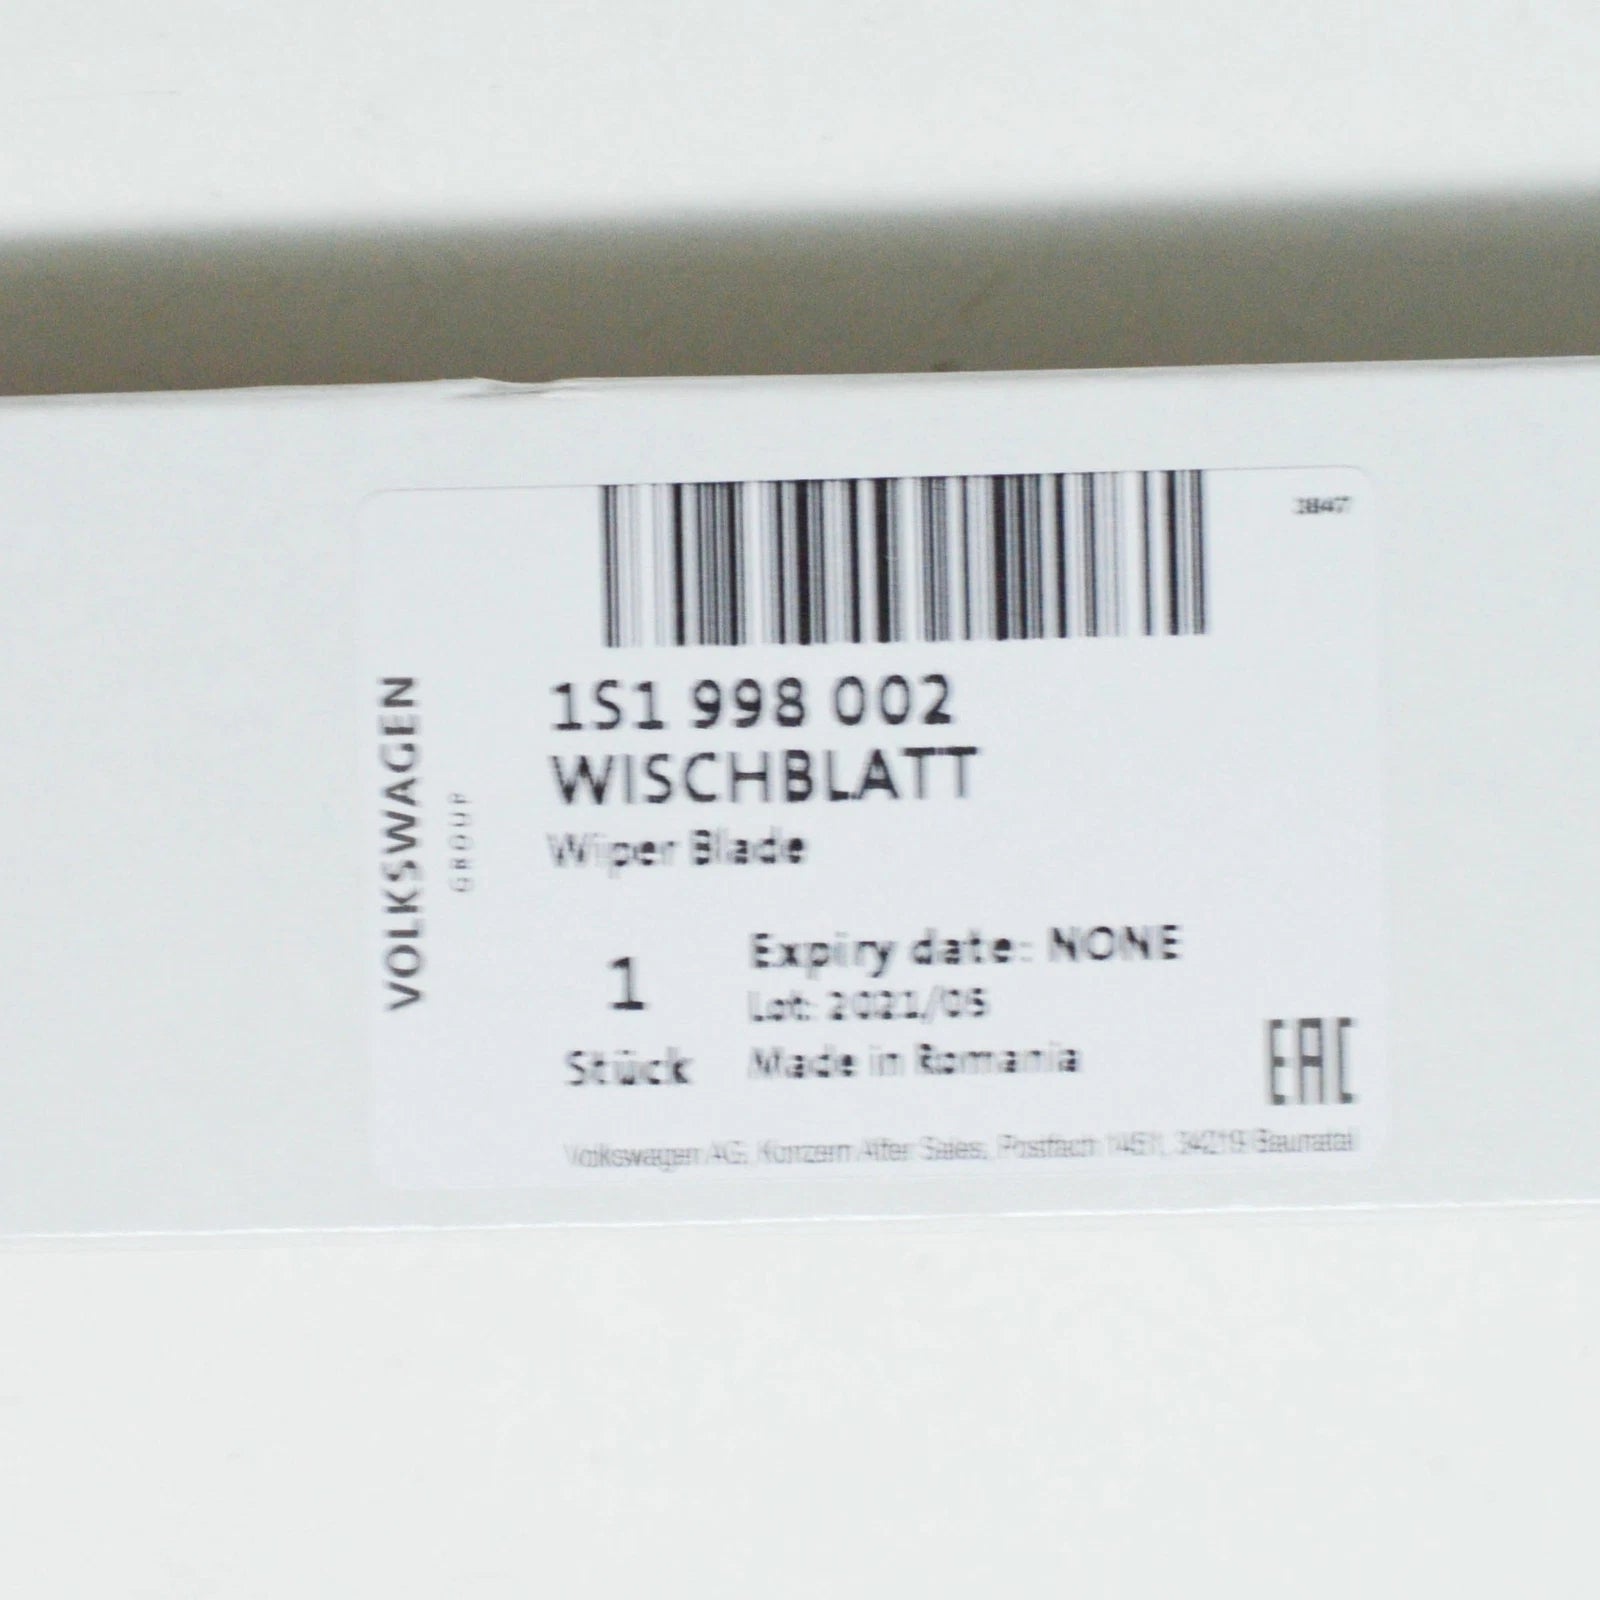 VOLKSWAGEN
GROUP
1S1 998 002
WISCHBLATT
Wiper Blade
1
Stück
Expiry date: NONE
Lot: 2021/05
Made in Romania
EAC
Volkswagen AG, Konzern After Sales, Postfach 1451, 34219 Baunatal